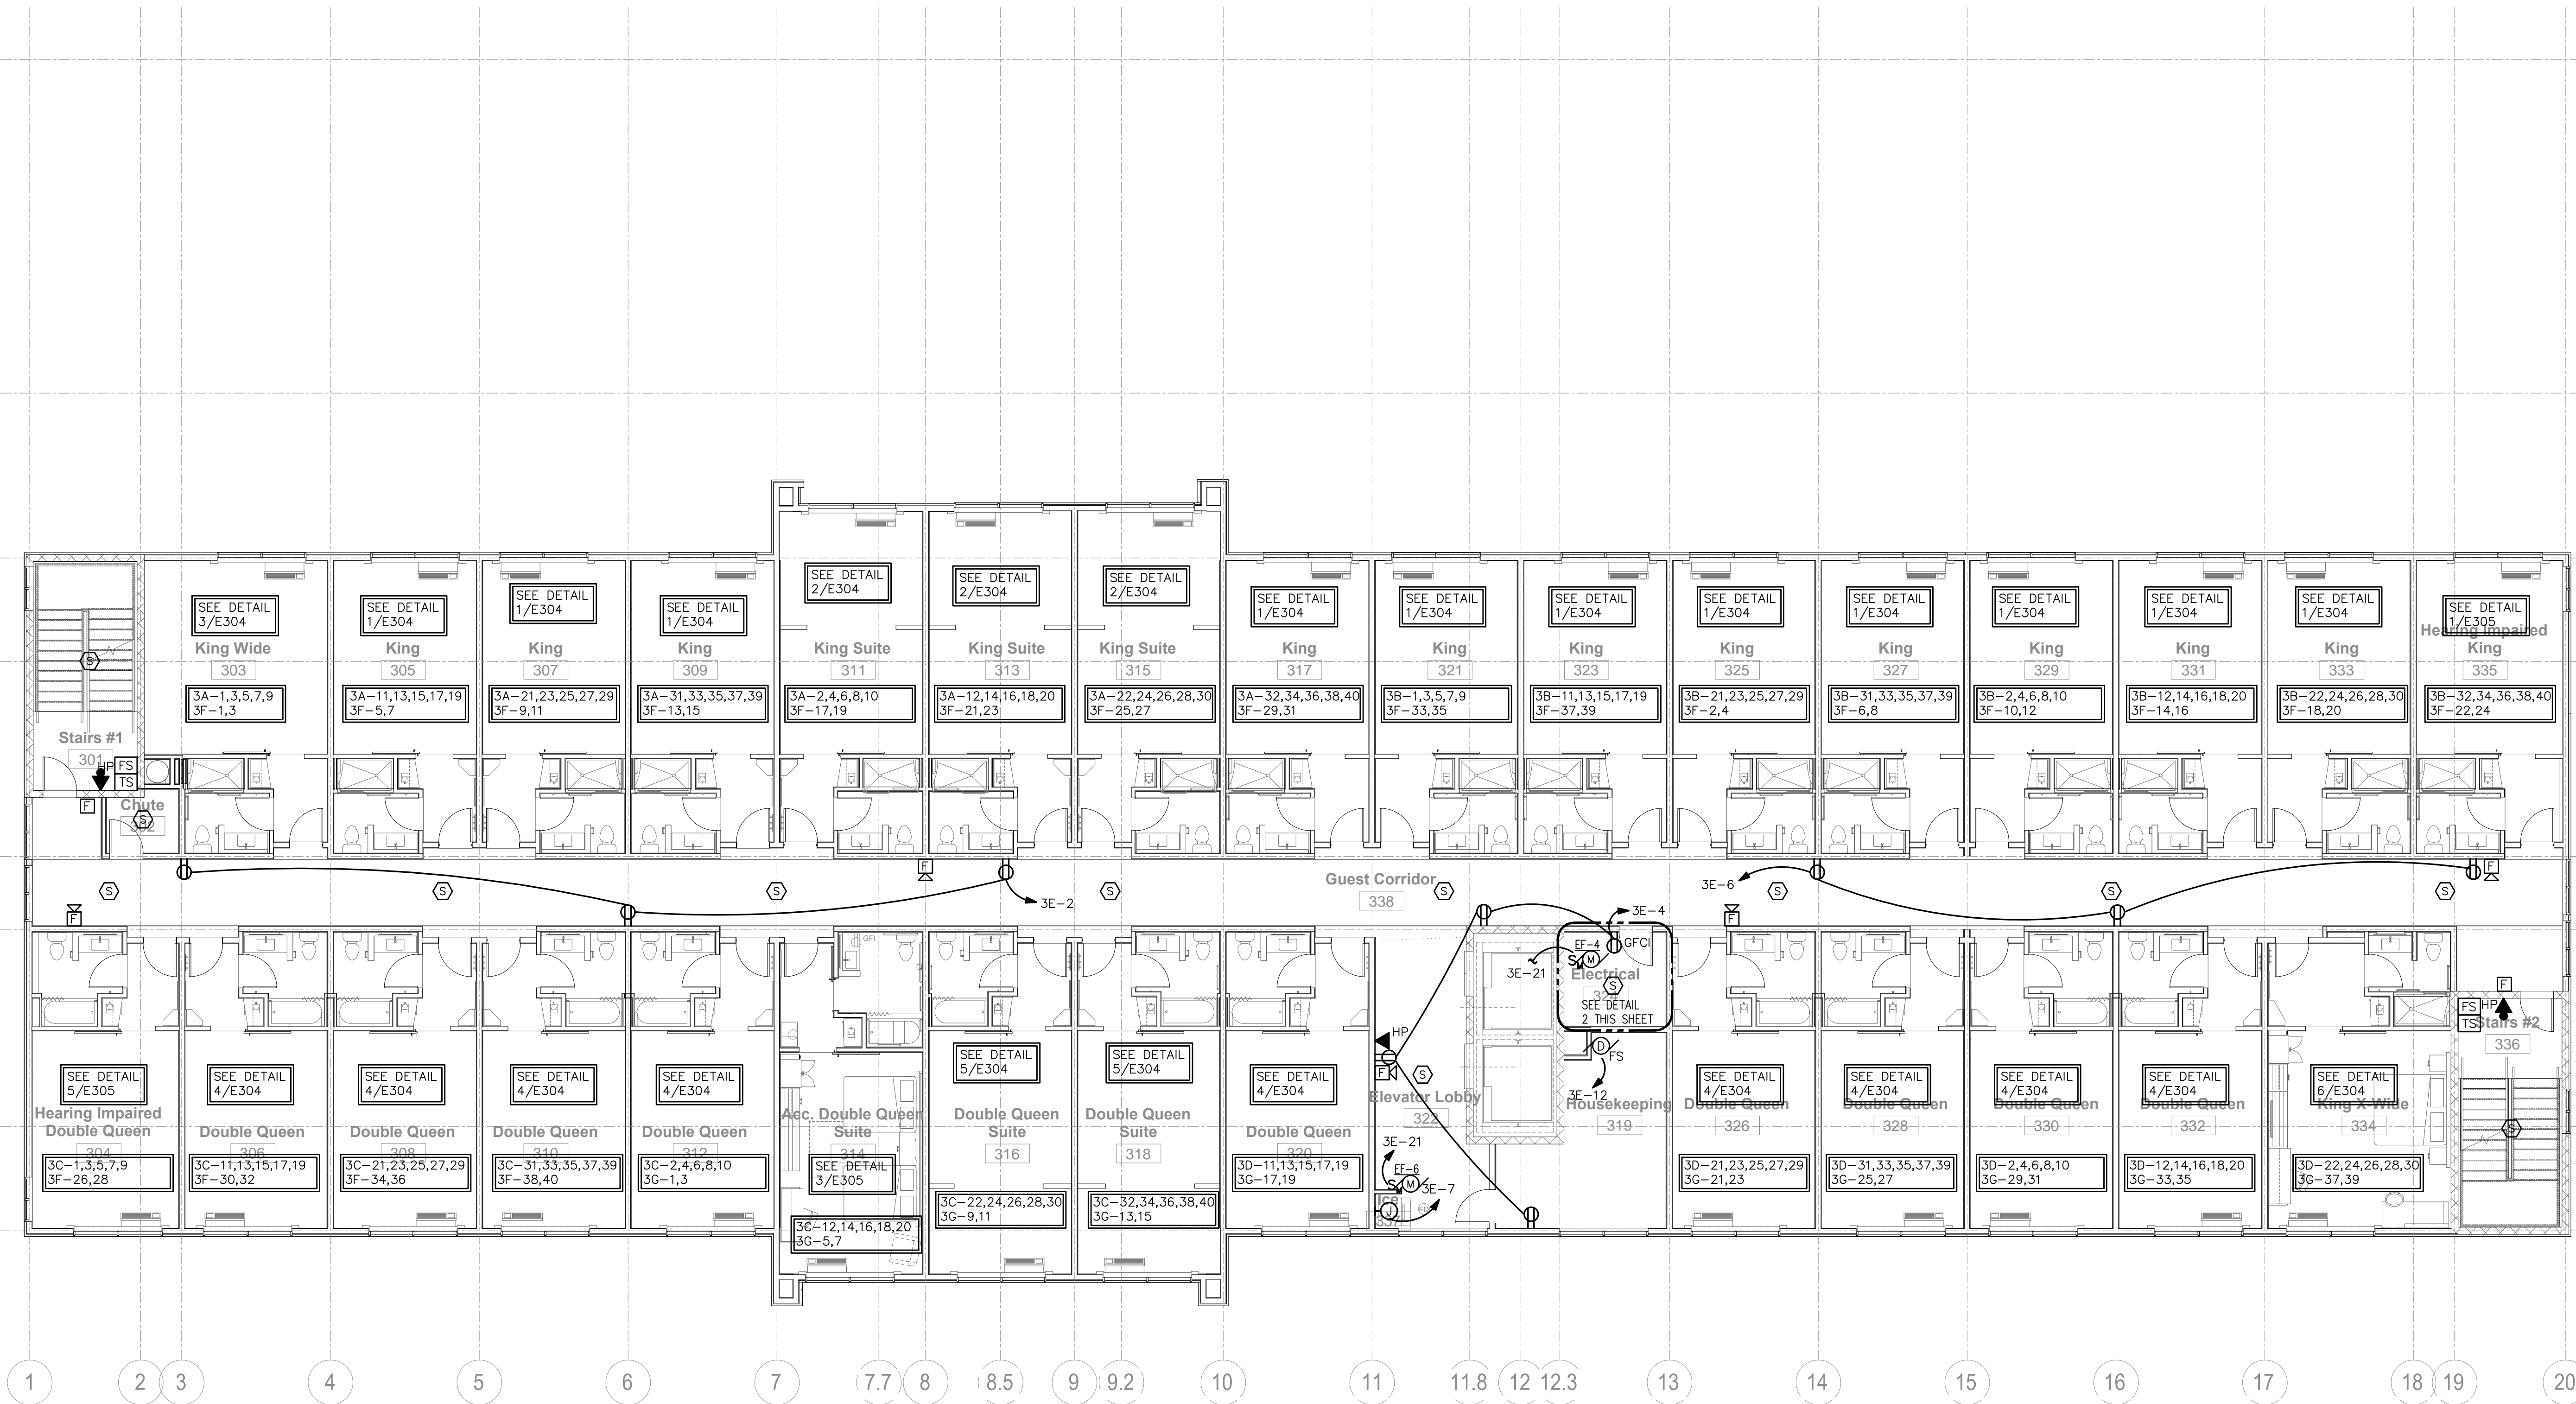 SEE DETAIL
3/E304
King Wide
303
3A-1,3,5,7,9
3F-1,3
SEE DETAIL
1/E304
King
305
3A-11,13,15,17,19
3F-5,7
SEE DETAIL
1/E304
King
307
3A-21,23,25,27,29
3F-9,11
SEE DETAIL
1/E304
King
309
3A-31,33,35,37,39
3F-13,15
SEE DETAIL
2/E304
King Suite
311
3A-2,4,6,8,10
3F-17,19
SEE DETAIL
2/E304
King Suite
313
3A-12,14,16,18,20
3F-21,23
SEE DETAIL
2/E304
King Suite
315
3A-22,24,26,28,30
3F-25,27
SEE DETAIL
1/E304
King
317
3A-32,34,36,38,40
3F-29,31
SEE DETAIL
1/E304
King
321
3B-1,3,5,7,9
3F-33,35
SEE DETAIL
1/E304
King
323
3B-11,13,15,17,19
3F-37,39
SEE DETAIL
1/E304
King
325
3B-21,23,25,27,29
3F-2,4
SEE DETAIL
1/E304
King
327
3B-31,33,35,37,39
3F-6,8
SEE DETAIL
1/E304
King
329
3B-2,4,6,8,10
3F-10,12
SEE DETAIL
1/E304
King
331
3B-12,14,16,18,20
3F-14,16
SEE DETAIL
1/E304
King
333
3B-22,24,26,28,30
3F-18,20
SEE DETAIL
1/E305
Hearing Impaired
King
335
3B-32,34,36,38,40
3F-22,24
S
Stairs #1
301
HP
FS
TS
F
Chute
302
S
S
S
S
S
S
S
S
S
F
F
F
F
3E-2
Guest Corridor
338
3E-6
3E-4
GFCI
EF-4
S
M
M
3E-21
Electrical
324
S
SEE DETAIL
2 THIS SHEET
D
FS
3E-12
Housekeeping
319
HP
F
S
Elevator Lobby
322
3E-21
EF-6
S
M
M
3E-7
Ice
337
J
GFI
SEE DETAIL
5/E305
Hearing Impaired
Double Queen
304
3C-1,3,5,7,9
3F-26,28
SEE DETAIL
4/E304
Double Queen
306
3C-11,13,15,17,19
3F-30,32
SEE DETAIL
4/E304
Double Queen
308
3C-21,23,25,27,29
3F-34,36
SEE DETAIL
4/E304
Double Queen
310
3C-31,33,35,37,39
3F-38,40
SEE DETAIL
4/E304
Double Queen
312
3C-2,4,6,8,10
3G-1,3
Acc. Double Queen
Suite
314
SEE DETAIL
3/E305
3C-12,14,16,18,20
3G-5,7
SEE DETAIL
5/E304
Double Queen
Suite
316
3C-22,24,26,28,30
3G-9,11
SEE DETAIL
5/E304
Double Queen
Suite
318
3C-32,34,36,38,40
3G-13,15
SEE DETAIL
4/E304
Double Queen
320
3D-11,13,15,17,19
3G-17,19
SEE DETAIL
4/E304
Double Queen
326
3D-21,23,25,27,29
3G-21,23
SEE DETAIL
4/E304
Double Queen
328
3D-31,33,35,37,39
3G-25,27
SEE DETAIL
4/E304
Double Queen
330
3D-2,4,6,8,10
3G-29,31
SEE DETAIL
4/E304
Double Queen
332
3D-12,14,16,18,20
3G-33,35
SEE DETAIL
6/E304
King X-Wide
334
3D-22,24,26,28,30
3G-37,39
F
FS
HP
TS
Stairs #2
336
S
1
2
3
4
5
6
7
7.7
8
8.5
9
9.2
10
11
11.8
12
12.3
13
14
15
16
17
18
19
20